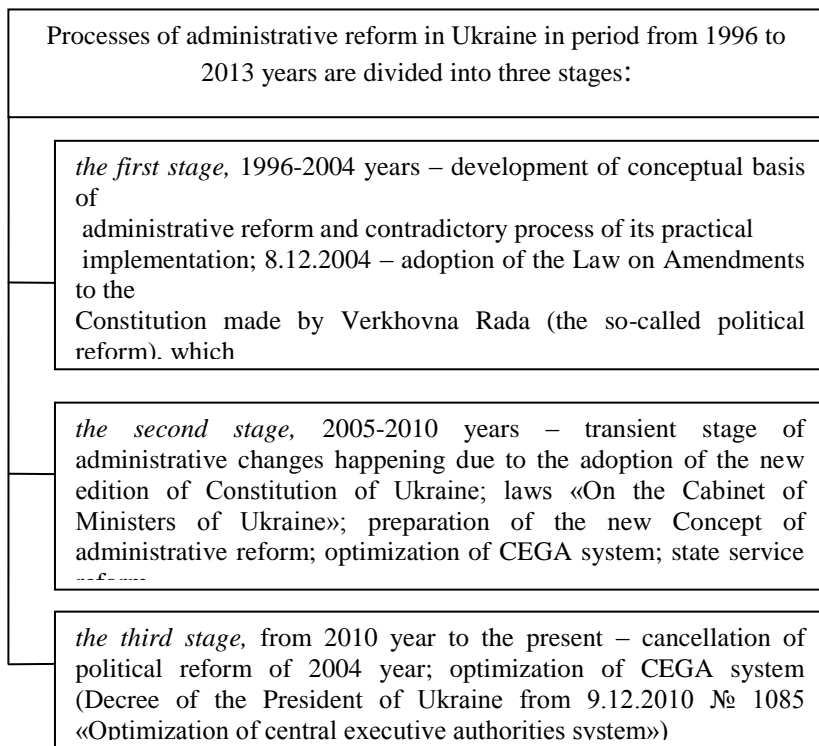 Processes of administrative reform in Ukraine in period from 1996 to
2013 years are divided into three stages:
the first stage, 1996-2004 years – development of conceptual basis
of
administrative reform and contradictory process of its practical
implementation; 8.12.2004 – adoption of the Law on Amendments
to the
Constitution made by Verkhovna Rada (the so-called political
reform), which
the second stage, 2005-2010 years – transient stage of
administrative changes happening due to the adoption of the new
edition of Constitution of Ukraine; laws «On the Cabinet of
Ministers of Ukraine»; preparation of the new Concept of
administrative reform; optimization of CEGA system; state service
reform
the third stage, from 2010 year to the present – cancellation of
political reform of 2004 year; optimization of CEGA system
(Decree of the President of Ukraine from 9.12.2010 № 1085
«Optimization of central executive authorities system»)